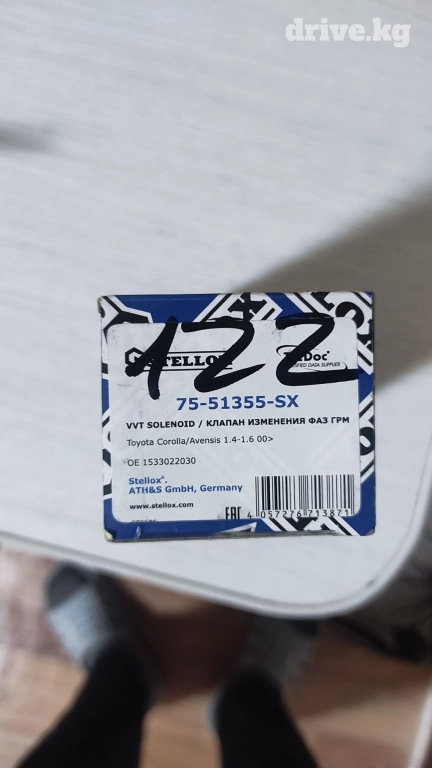 drive.kg
122
STELLOX
TecDoc
CERTIFIED DATA SUPPLIER
75-51355-SX
VVT SOLENOID / КЛАПАН ИЗМЕНЕНИЯ ФАЗ ГРМ
Toyota Corolla/Avensis 1.4-1.6 00>
OE 1533022030
Stellox®.
ATH&S GmbH, Germany
www.stellox.com
EAC
4 057276 713871